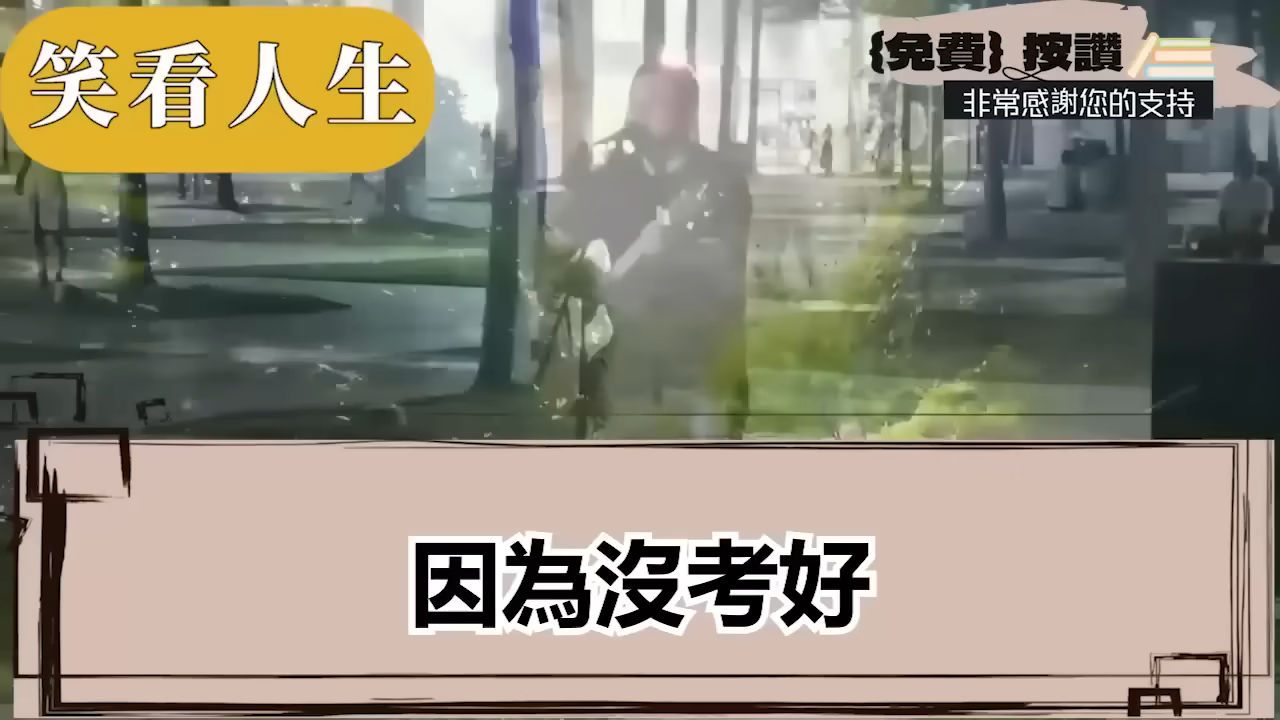 笑看人生
{免費} 按讚
非常感謝您的支持
因為沒考好